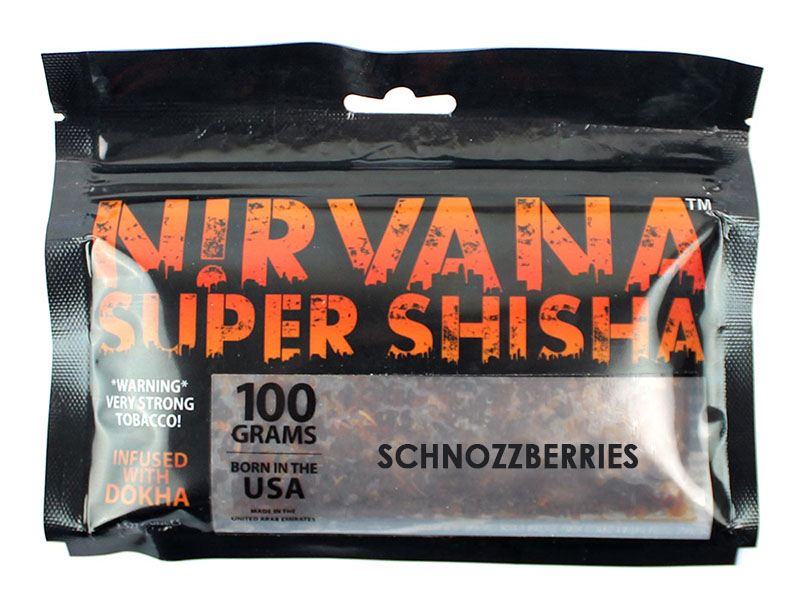 NIRVANA™
SUPER SHISHA
*WARNING*
VERY STRONG
TOBACCO!
INFUSED
WITH
DOKHA
100
GRAMS
BORN IN THE
USA
MADE IN THE
UNITED ARAB EMIRATES
SCHNOZZBERRIES